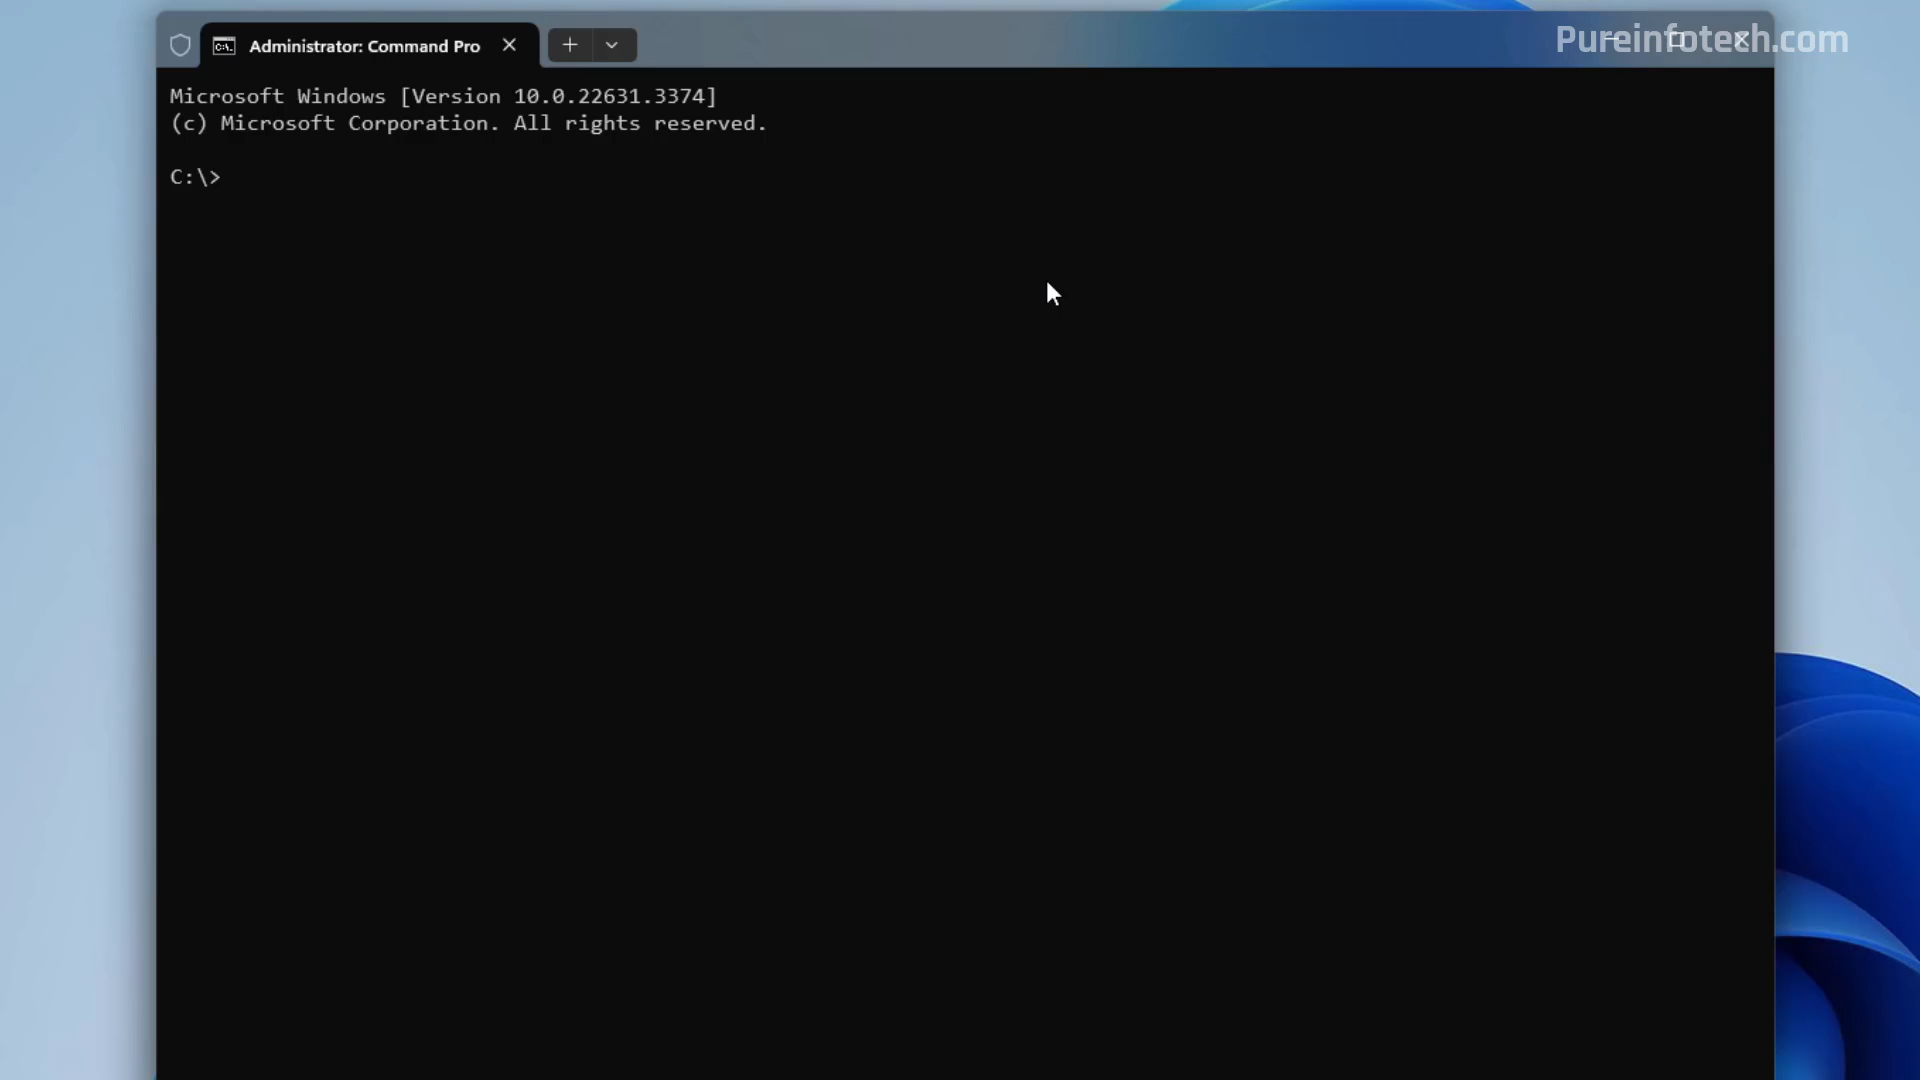 Administrator: Command Pro
Pureinfotech.com
Microsoft Windows [Version 10.0.22631.3374]
(c) Microsoft Corporation. All rights reserved.
C:\>